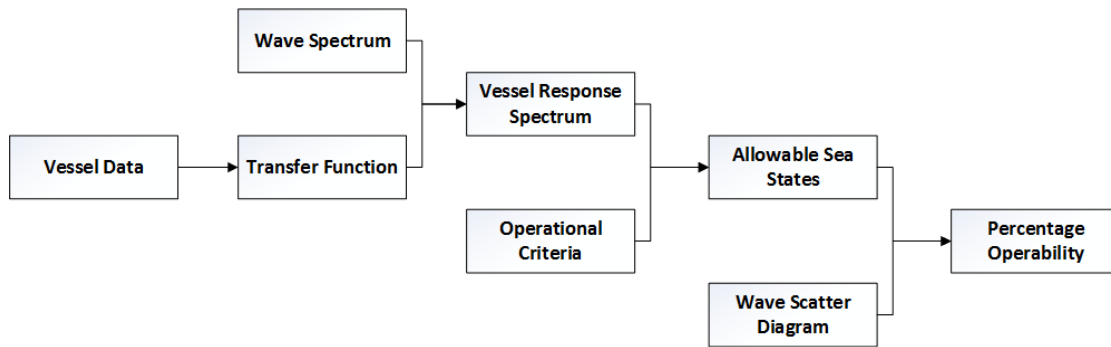 Wave Spectrum
Vessel Response
Spectrum
Vessel Data
Transfer Function
Allowable Sea
States
Operational
Criteria
Percentage
Operability
Wave Scatter
Diagram